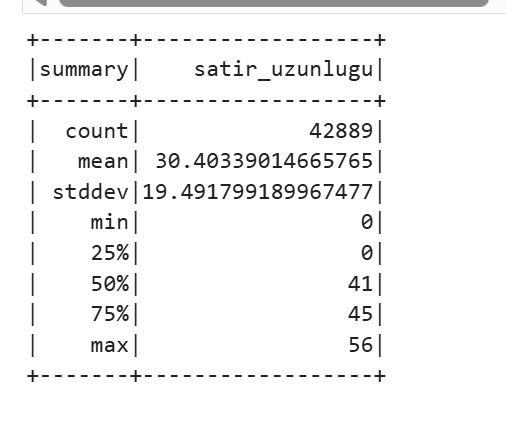 +-------+------------------+
|summary|    satir_uzunlugu|
+-------+------------------+
|  count|             42889|
|   mean| 30.40339014665765|
| stddev|19.491799189967477|
|    min|                 0|
|    25%|                 0|
|    50%|                41|
|    75%|                45|
|    max|                56|
+-------+------------------+